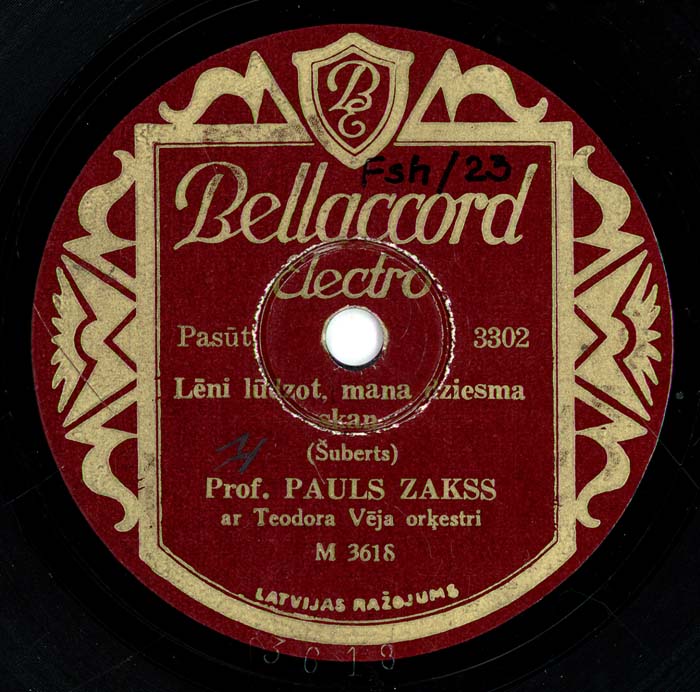 BE
Fsh/23
Bellaccord
Electro
Pasūt 3302
Lēni lūdzot, mana dziesma
skan
(Šuberts)
Prof. PAULS ZAKSS
ar Teodora Vēja orķestri
M 3618
LATVIJAS RAŽOJUMS
3618